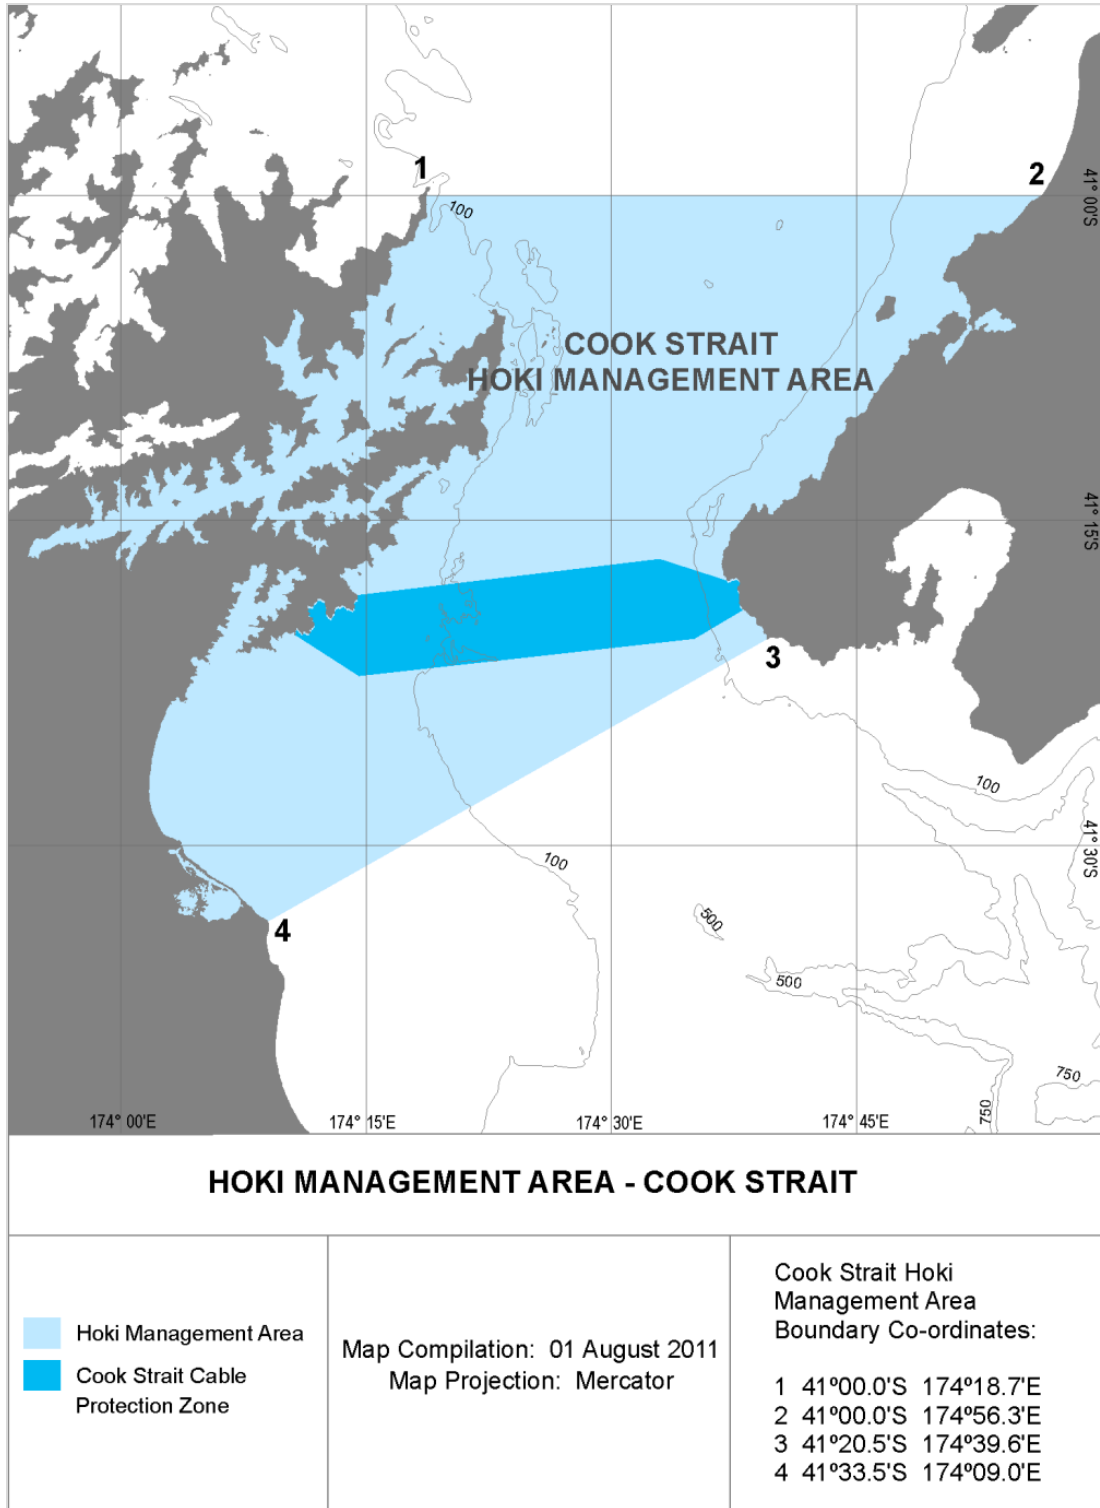 1
2
41° 00'S
100
COOK STRAIT
HOKI MANAGEMENT AREA
41° 15'S
3
100
41° 30'S
100
4
500
500
750
750
174° 00'E
174° 15'E
174° 30'E
174° 45'E
HOKI MANAGEMENT AREA - COOK STRAIT
Hoki Management Area
Cook Strait Cable
Protection Zone
Map Compilation: 01 August 2011
Map Projection: Mercator
Cook Strait Hoki
Management Area
Boundary Co-ordinates:
1 41º00.0'S 174º18.7'E
2 41º00.0'S 174º56.3'E
3 41º20.5'S 174º39.6'E
4 41º33.5'S 174º09.0'E